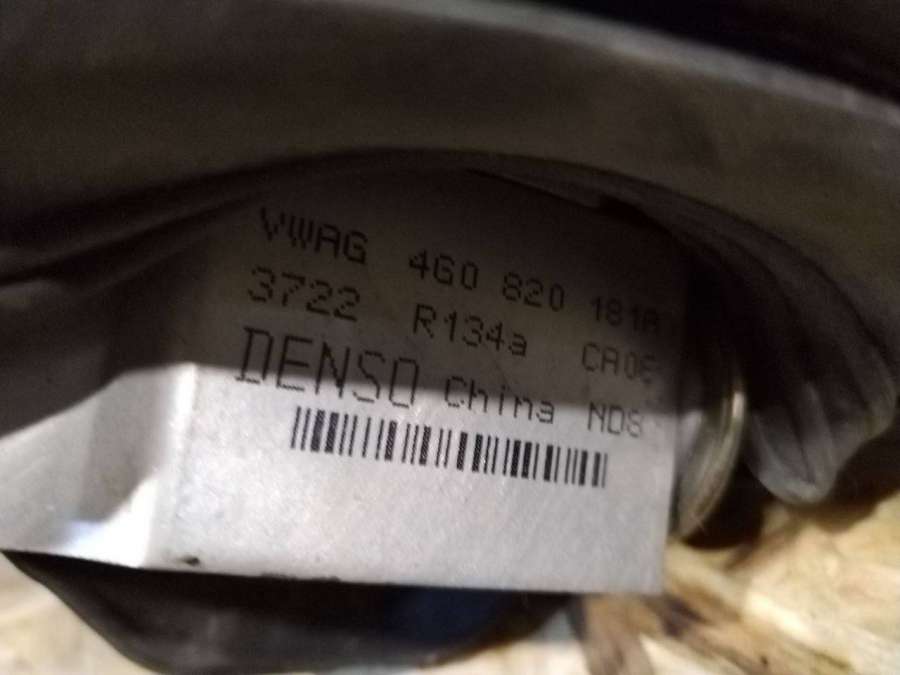 VWAG 4G0 820 181A
3722 R134a CA0E
DENSO China ND8